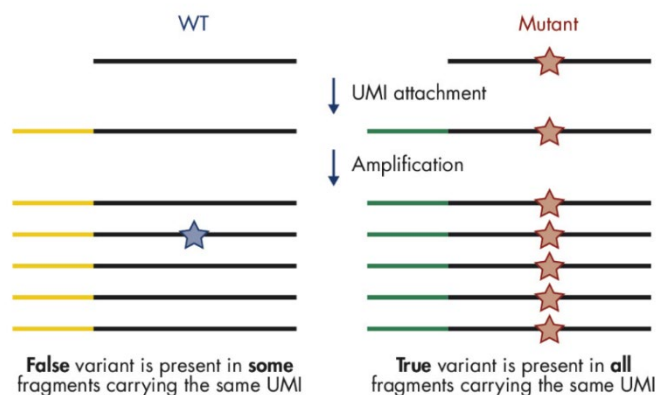 WT
Mutant
UMI attachment
Amplification
False variant is present in some
fragments carrying the same UMI
True variant is present in all
fragments carrying the same UMI